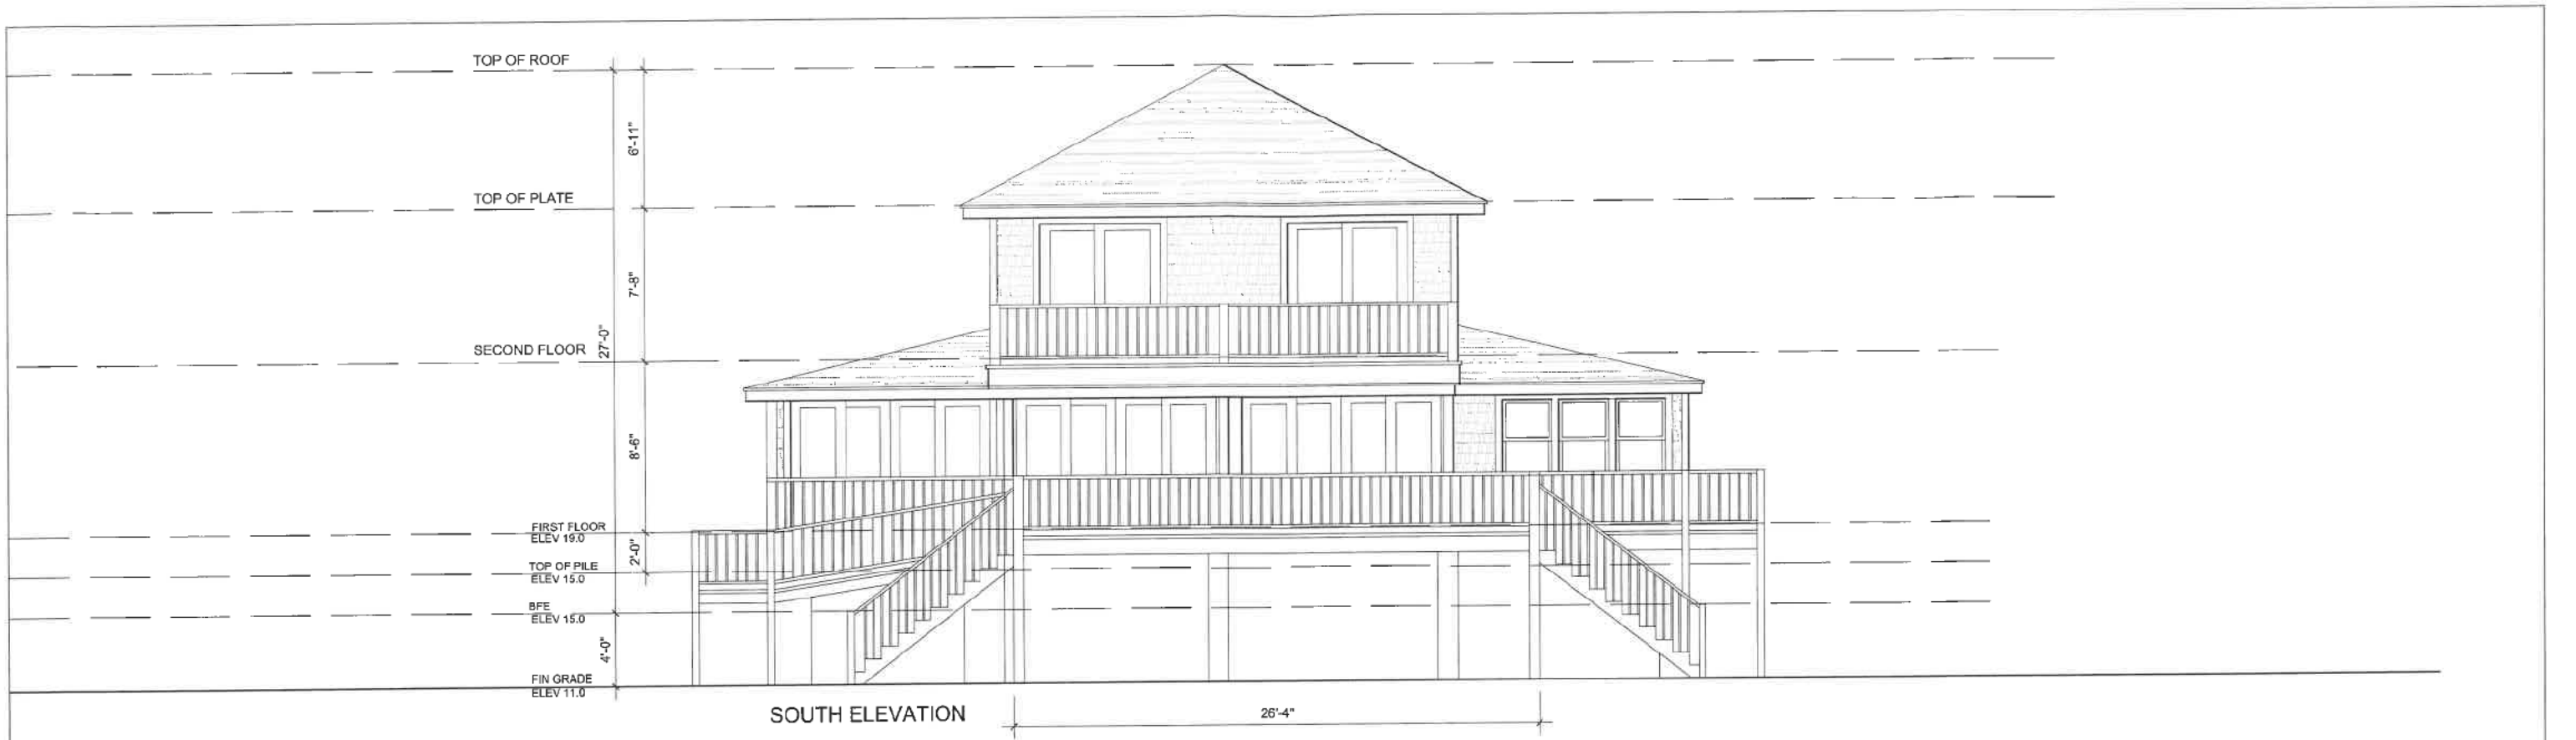 TOP OF ROOF
6'-11"
TOP OF PLATE
7'-8"
27'-0"
SECOND FLOOR
8'-6"
FIRST FLOOR
ELEV 19.0
2'-0"
TOP OF PILE
ELEV 15.0
BFE
ELEV 15.0
4'-0"
FIN GRADE
ELEV 11.0
SOUTH ELEVATION
26'-4"